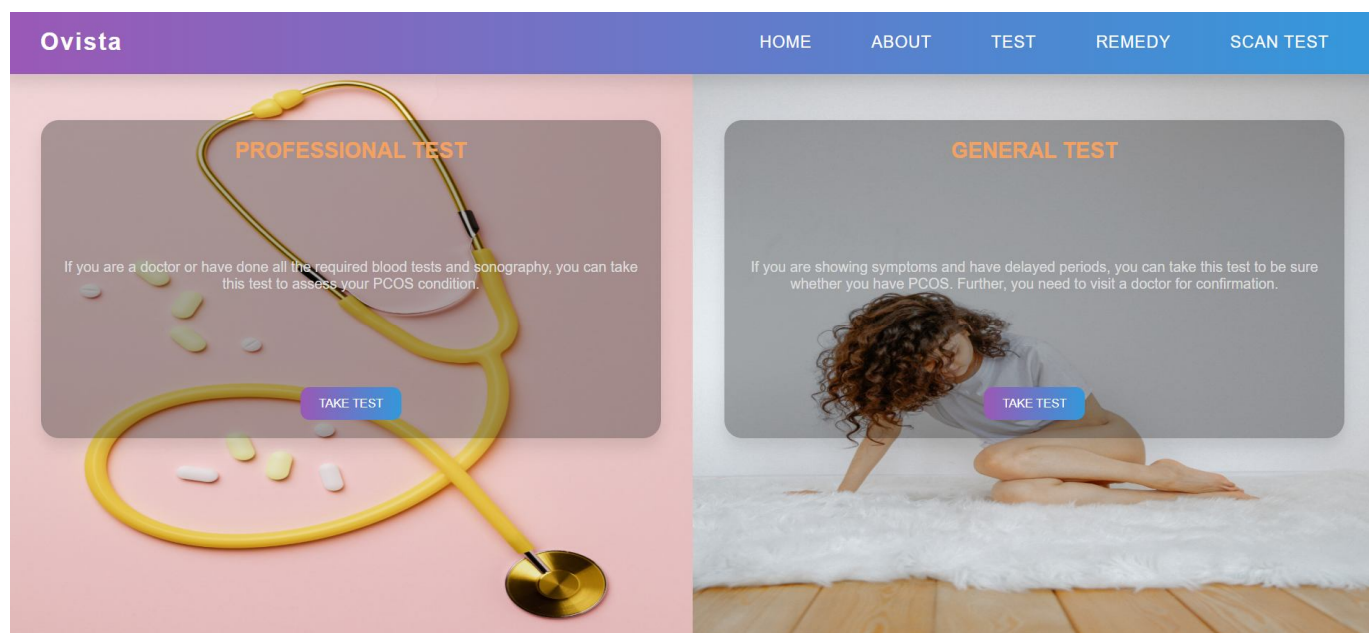 Ovista
HOME ABOUT TEST REMEDY SCAN TEST
PROFESSIONAL TEST
If you are a doctor or have done all the required blood tests and sonography, you can take
this test to assess your PCOS condition.
TAKE TEST
GENERAL TEST
If you are showing symptoms and have delayed periods, you can take this test to be sure
whether you have PCOS. Further, you need to visit a doctor for confirmation.
TAKE TEST